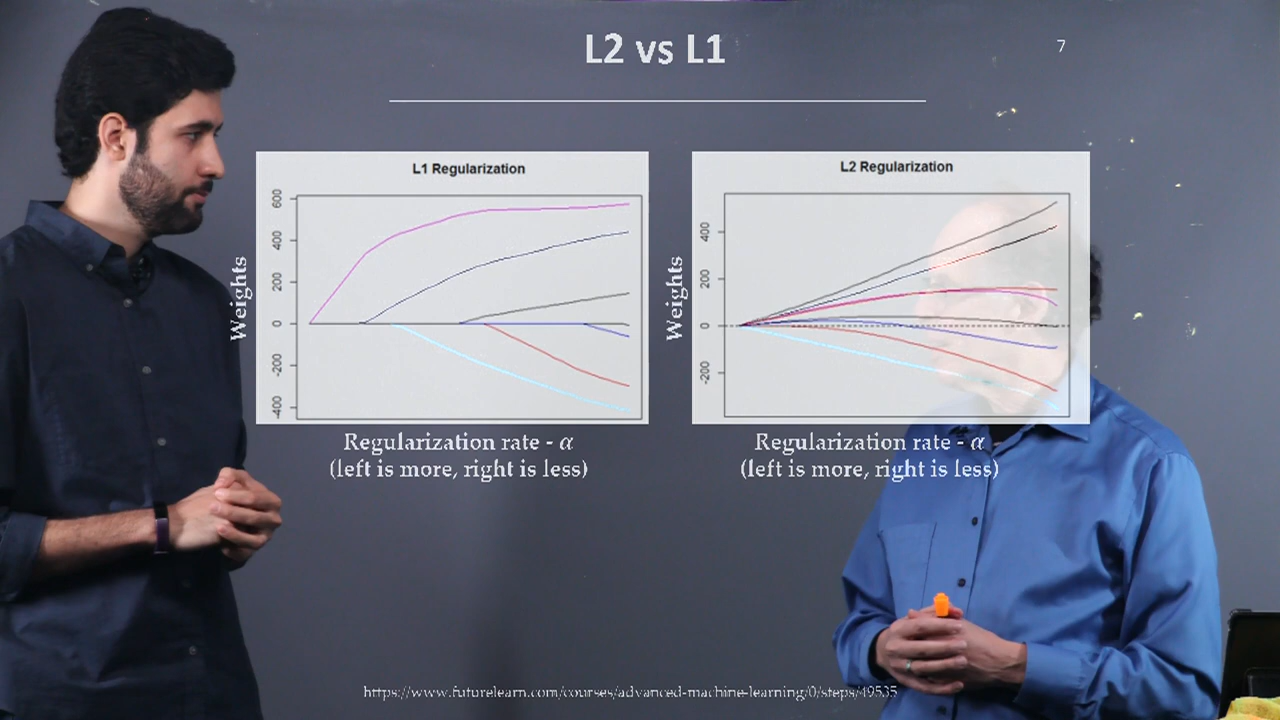 L2 vs L1
7
L1 Regularization
600
400
200
0
-200
-400
Weights
Regularization rate - α
(left is more, right is less)
L2 Regularization
400
200
0
-200
Weights
Regularization rate - α
(left is more, right is less)
https://www.futurelearn.com/courses/advanced-machine-learning/0/steps/49535